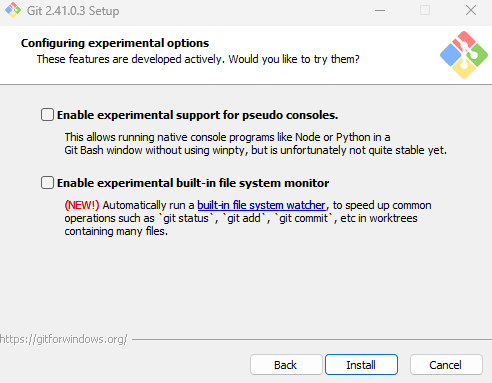 Git 2.41.0.3 Setup
Configuring experimental options
These features are developed actively. Would you like to try them?
Enable experimental support for pseudo consoles.
This allows running native console programs like Node or Python in a
Git Bash window without using winpty, but is unfortunately not quite stable yet.
Enable experimental built-in file system monitor
(NEW!) Automatically run a built-in file system watcher, to speed up common
operations such as `git status`, `git add`, `git commit`, etc in worktrees
containing many files.
https://gitforwindows.org/
Back Install Cancel